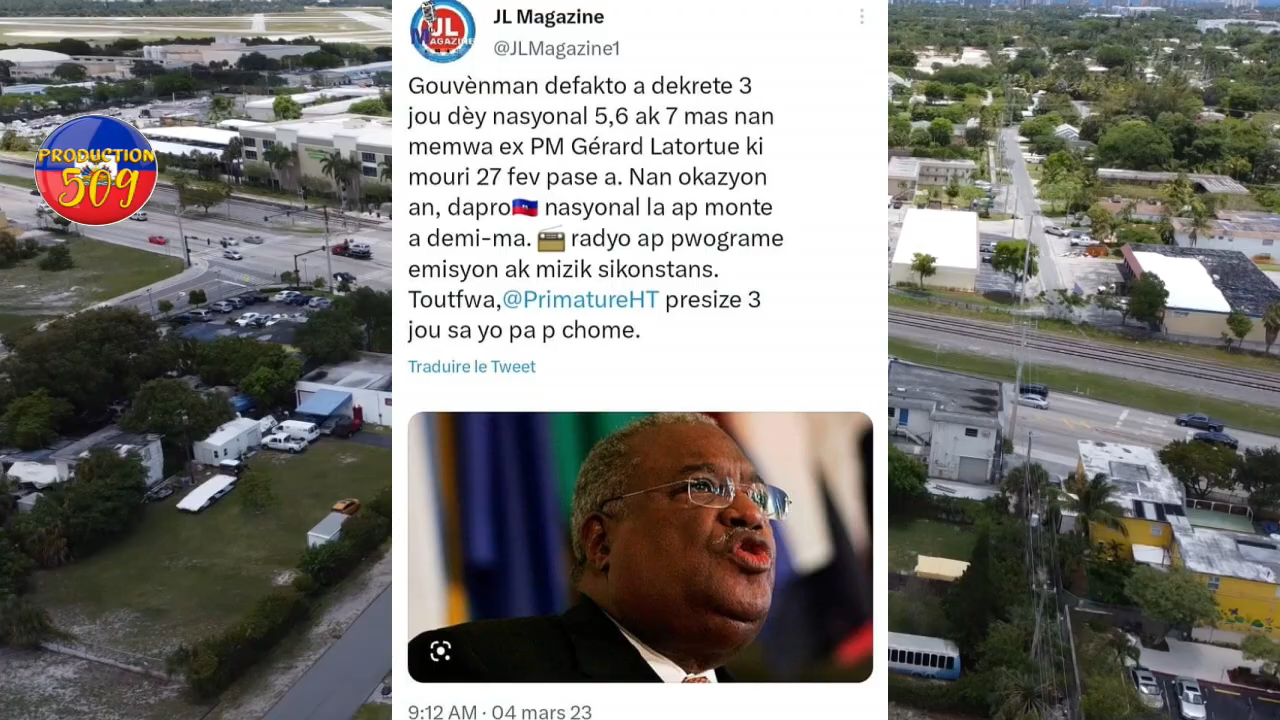 JL Magazine
@JLMagazine1
JL
MAGAZINE
Gouvènman defakto a dekrete 3
jou dèy nasyonal 5,6 ak 7 mas nan
memwa ex PM Gérard Latortue ki
mouri 27 fev pase a. Nan okazyon
an, dapro🇭🇹 nasyonal la ap monte
a demi-ma. 📻 radyo ap pwograme
emisyon ak mizik sikonstans.
Toutfwa,@PrimatureHT presize 3
jou sa yo pa p chome.
Traduire le Tweet
9:12 AM · 04 mars 23
PRODUCTION
509